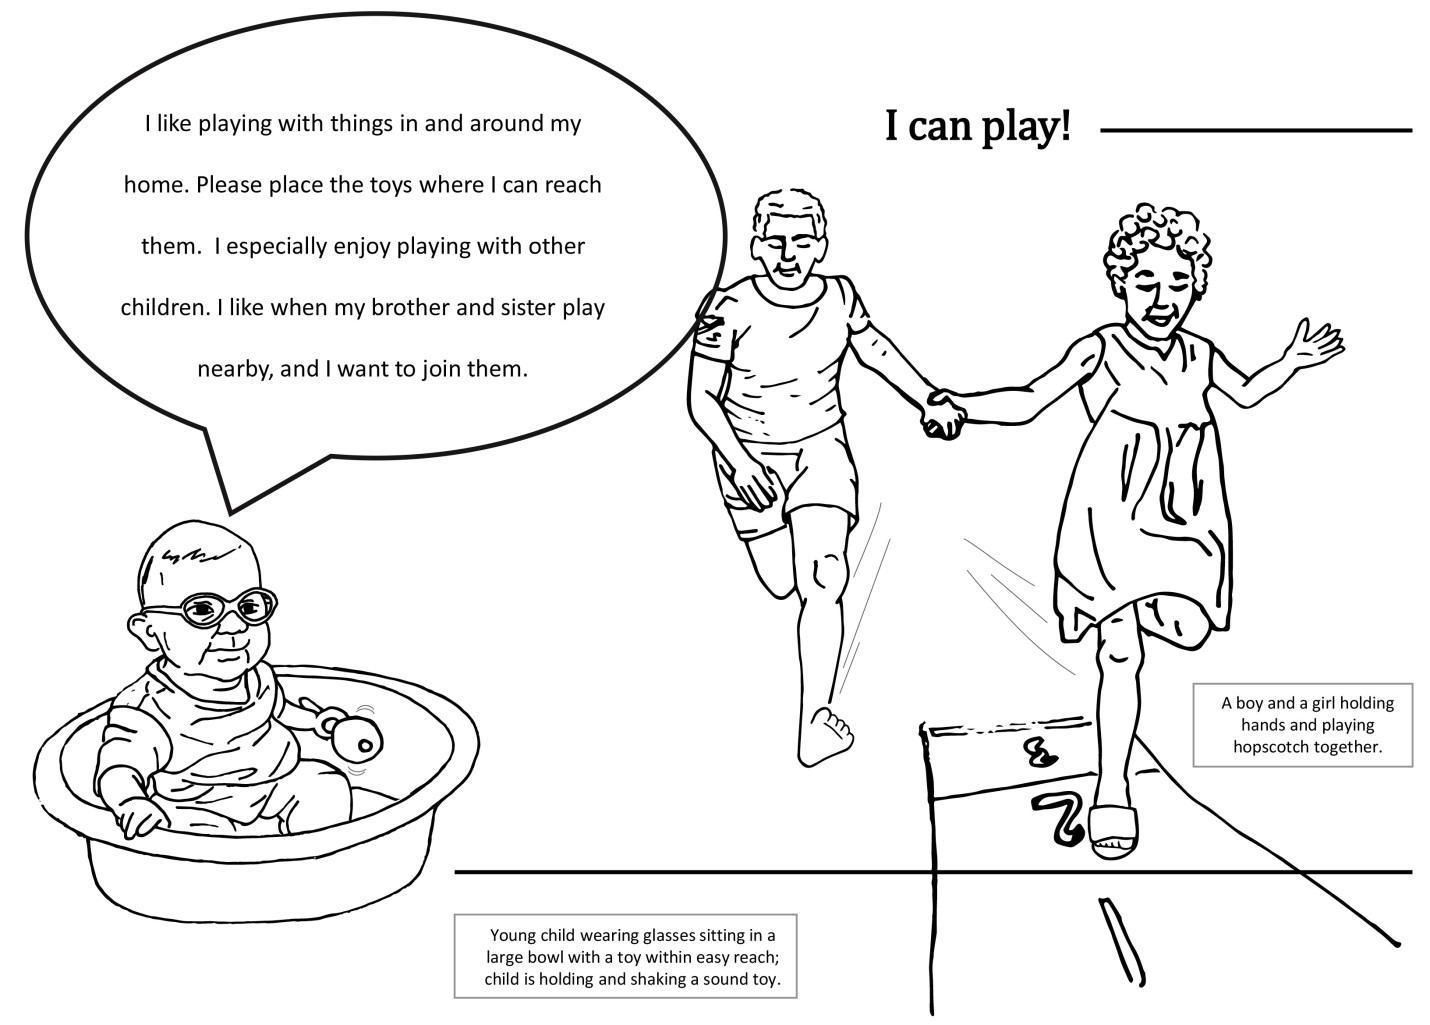 I can play!
I like playing with things in and around my
home. Please place the toys where I can reach
them.  I especially enjoy playing with other
children. I like when my brother and sister play
nearby, and I want to join them.
A boy and a girl holding
hands and playing
hopscotch together.
3
2
1
Young child wearing glasses sitting in a
large bowl with a toy within easy reach;
child is holding and shaking a sound toy.